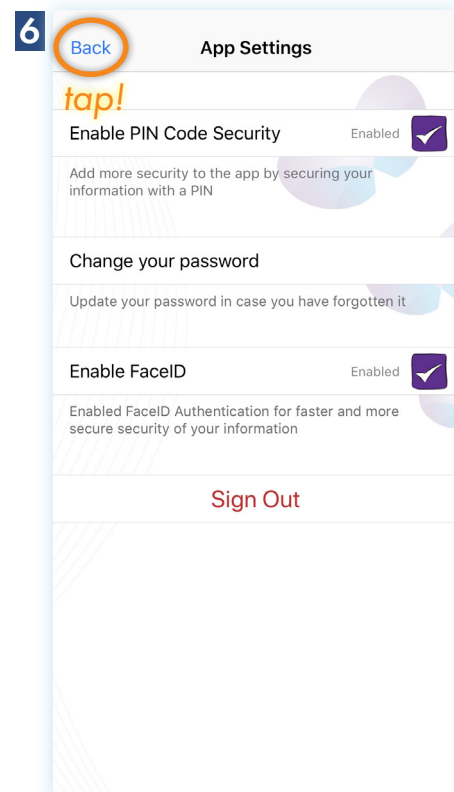 6
Back
App Settings
tap!
Enable PIN Code Security
Enabled
Add more security to the app by securing your
information with a PIN
Change your password
Update your password in case you have forgotten it
Enable FaceID
Enabled
Enabled FaceID Authentication for faster and more
secure security of your information
Sign Out